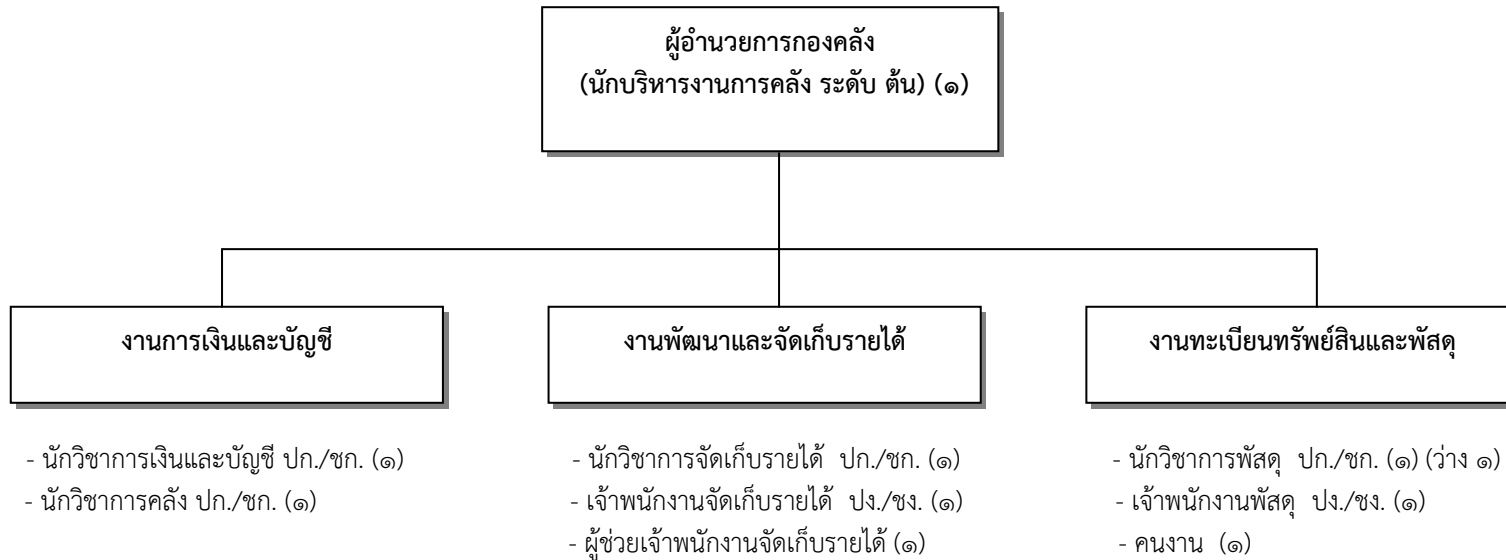 ผู้อำนวยการกองคลัง
(นักบริหารงานการคลัง ระดับ ต้น) (๑)
งานการเงินและบัญชี
งานพัฒนาและจัดเก็บรายได้
งานทะเบียนทรัพย์สินและพัสดุ
- นักวิชาการเงินและบัญชี ปก./ชก. (๑)
- นักวิชาการคลัง ปก./ชก. (๑)
- นักวิชาการจัดเก็บรายได้ ปก./ชก. (๑)
- เจ้าพนักงานจัดเก็บรายได้ ปง./ชง. (๑)
- ผู้ช่วยเจ้าพนักงานจัดเก็บรายได้ (๑)
- นักวิชาการพัสดุ ปก./ชก. (๑) (ว่าง ๑)
- เจ้าพนักงานพัสดุ ปง./ชง. (๑)
- คนงาน (๑)